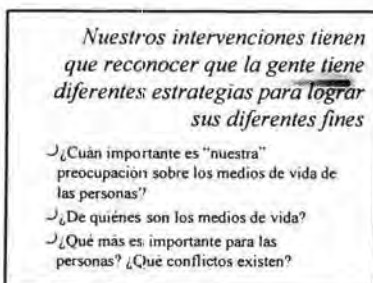 Nuestros intervenciones tienen
que reconocer que la gente tiene
diferentes estrategias para lograr
sus diferentes fines
¿Cuán importante es "nuestra"
preocupación sobre los medios de vida de
las personas?
¿De quiénes son los medios de vida?
¿Qué más es importante para las
personas? ¿Qué conflictos existen?